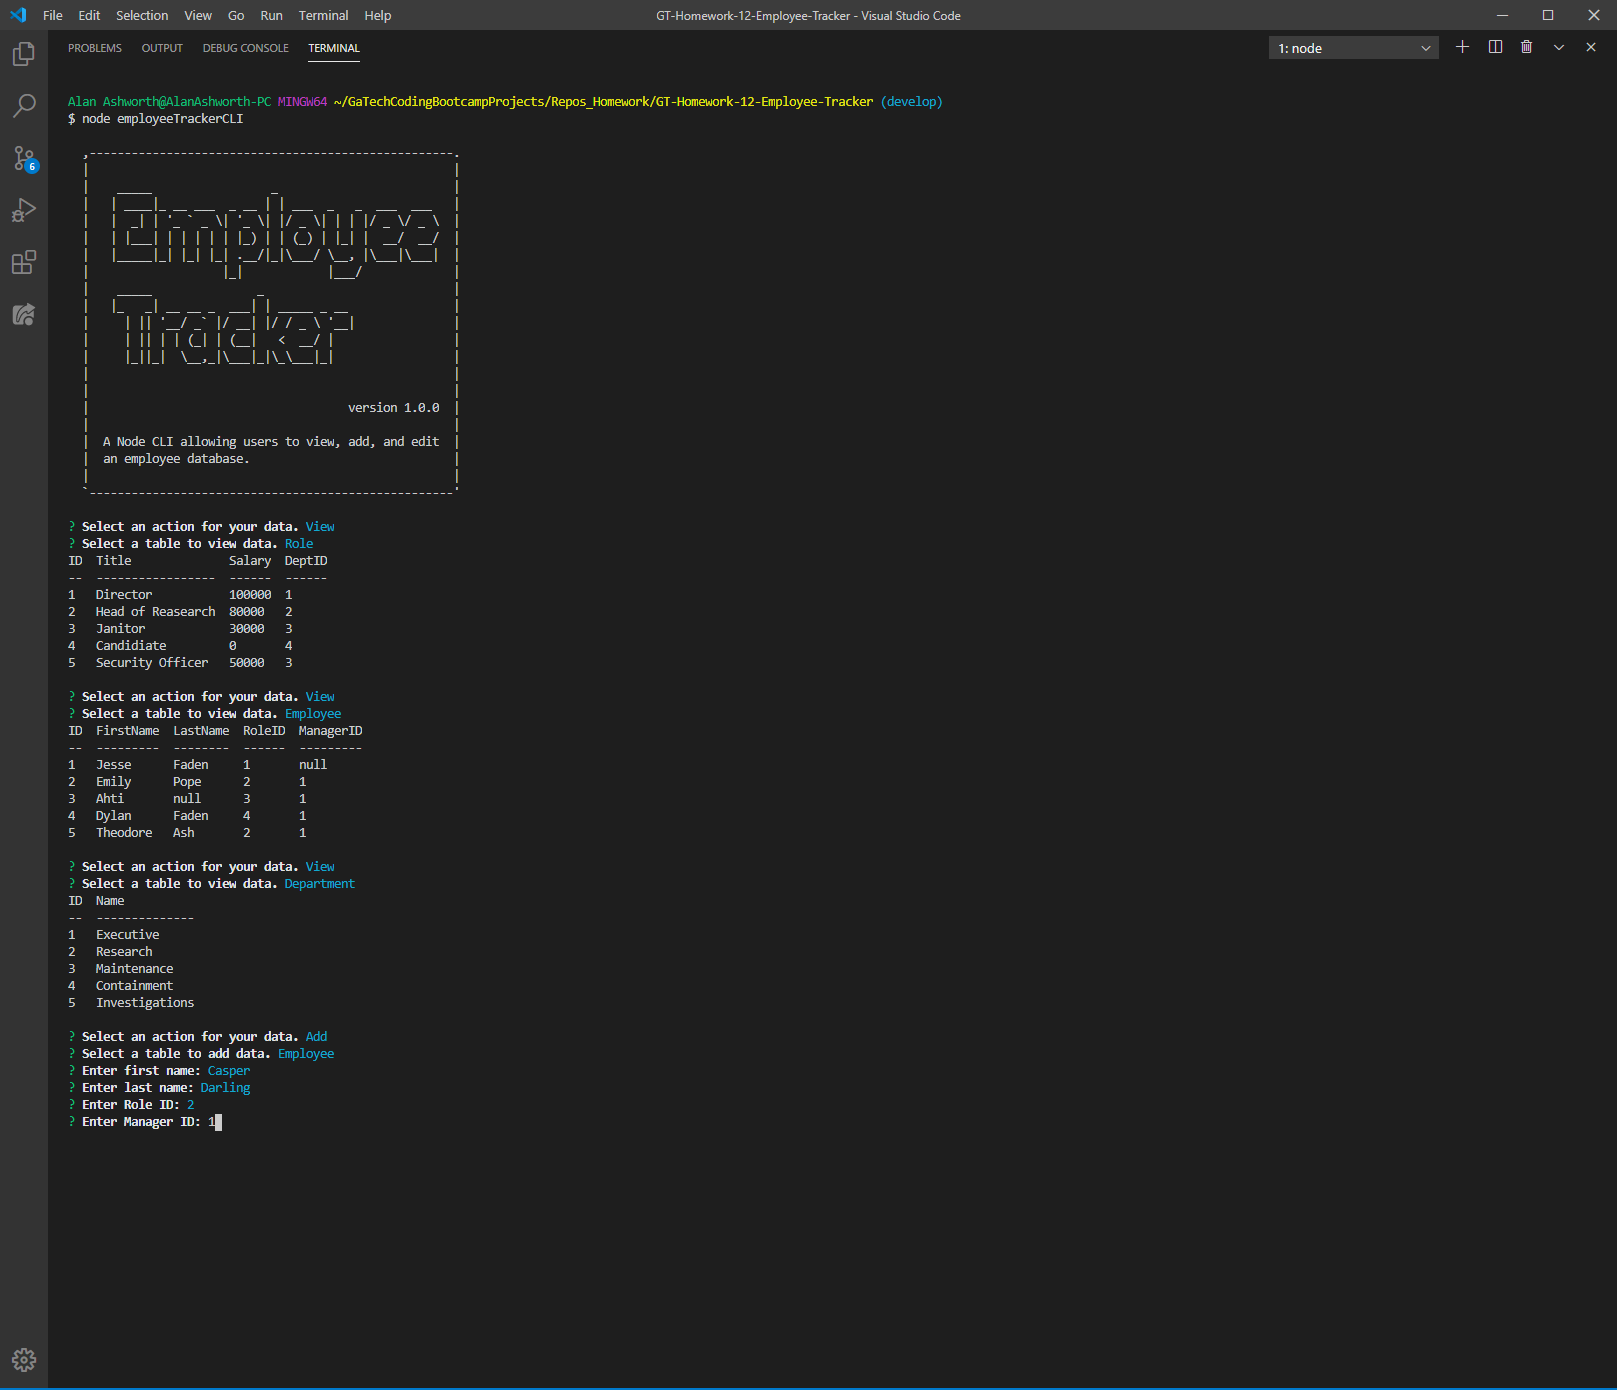 File Edit Selection View Go Run Terminal Help
GT-Homework-12-Employee-Tracker - Visual Studio Code
PROBLEMS OUTPUT DEBUG CONSOLE TERMINAL
1: node
6
Alan Ashworth@AlanAshworth-PC MINGW64 ~/GaTechCodingBootcampProjects/Repos_Homework/GT-Homework-12-Employee-Tracker (develop)
$ node employeeTrackerCLI
Employee
Tracker
version 1.0.0
A Node CLI allowing users to view, add, and edit
an employee database.
? Select an action for your data. View
? Select a table to view data. Role
ID  Title              Salary  DeptID
--  -----------------  ------  ------
1   Director           100000  1
2   Head of Reasearch  80000   2
3   Janitor            30000   3
4   Candidiate         0       4
5   Security Officer   50000   3
? Select an action for your data. View
? Select a table to view data. Employee
ID  FirstName  LastName  RoleID  ManagerID
--  ---------  --------  ------  ---------
1   Jesse      Faden     1       null
2   Emily      Pope      2       1
3   Ahti       null      3       1
4   Dylan      Faden     4       1
5   Theodore   Ash       2       1
? Select an action for your data. View
? Select a table to view data. Department
ID  Name
--  --------------
1   Executive
2   Research
3   Maintenance
4   Containment
5   Investigations
? Select an action for your data. Add
? Select a table to add data. Employee
? Enter first name: Casper
? Enter last name: Darling
? Enter Role ID: 2
? Enter Manager ID: 1